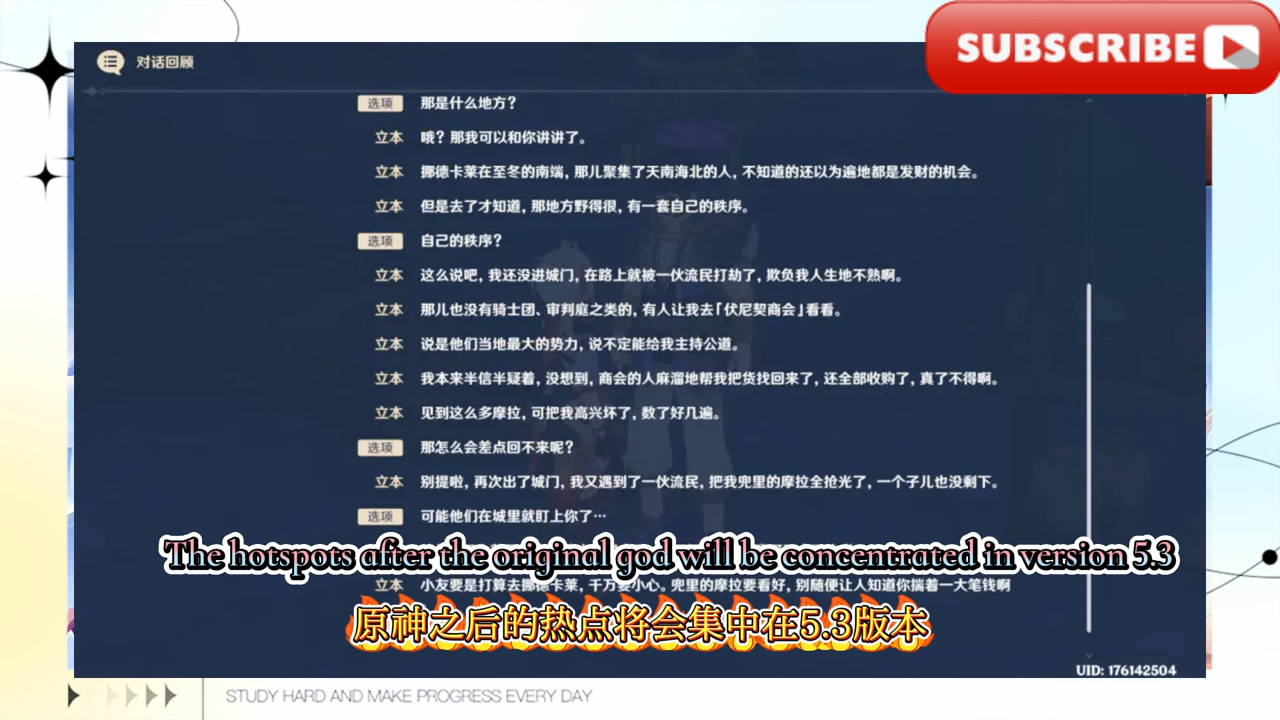 SUBSCRIBE
对话回顾
选项 那是什么地方?
立本 哦?那我可以和你讲讲了。
立本 挪德卡莱在至冬的南端,那儿聚集了天南海北的人,不知道的还以为遍地都是发财的机会。
立本 但是去了才知道,那地方野得很,有一套自己的秩序。
选项 自己的秩序?
立本 这么说吧,我还没进城门,在路上就被一伙流民打劫了,欺负我人生地不熟啊。
立本 那儿也没有骑士团、审判庭之类的,有人让我去「伏尼契商会」看看。
立本 说是他们当地最大的势力,说不定能给我主持公道。
立本 我本来半信半疑着,没想到,商会的人麻溜地帮我把货找回来了,还全部收购了,真了不得啊。
立本 见到这么多摩拉,可把我高兴坏了,数了好几遍。
选项 那怎么会差点回不来呢?
立本 别提啦,再次出了城门,我又遇到了一伙流民,把我兜里的摩拉全抢光了,一个子儿也没剩下。
选项 可能他们在城里就盯上你了…
The hotspots after the original god will be concentrated in version 5.3
立本 小友要是打算去挪德卡莱,千万要小心,兜里的摩拉要看好,别随便让人知道你揣着一大笔钱啊
原神之后的热点将会集中在5.3版本
UID: 176142504
STUDY HARD AND MAKE PROGRESS EVERY DAY